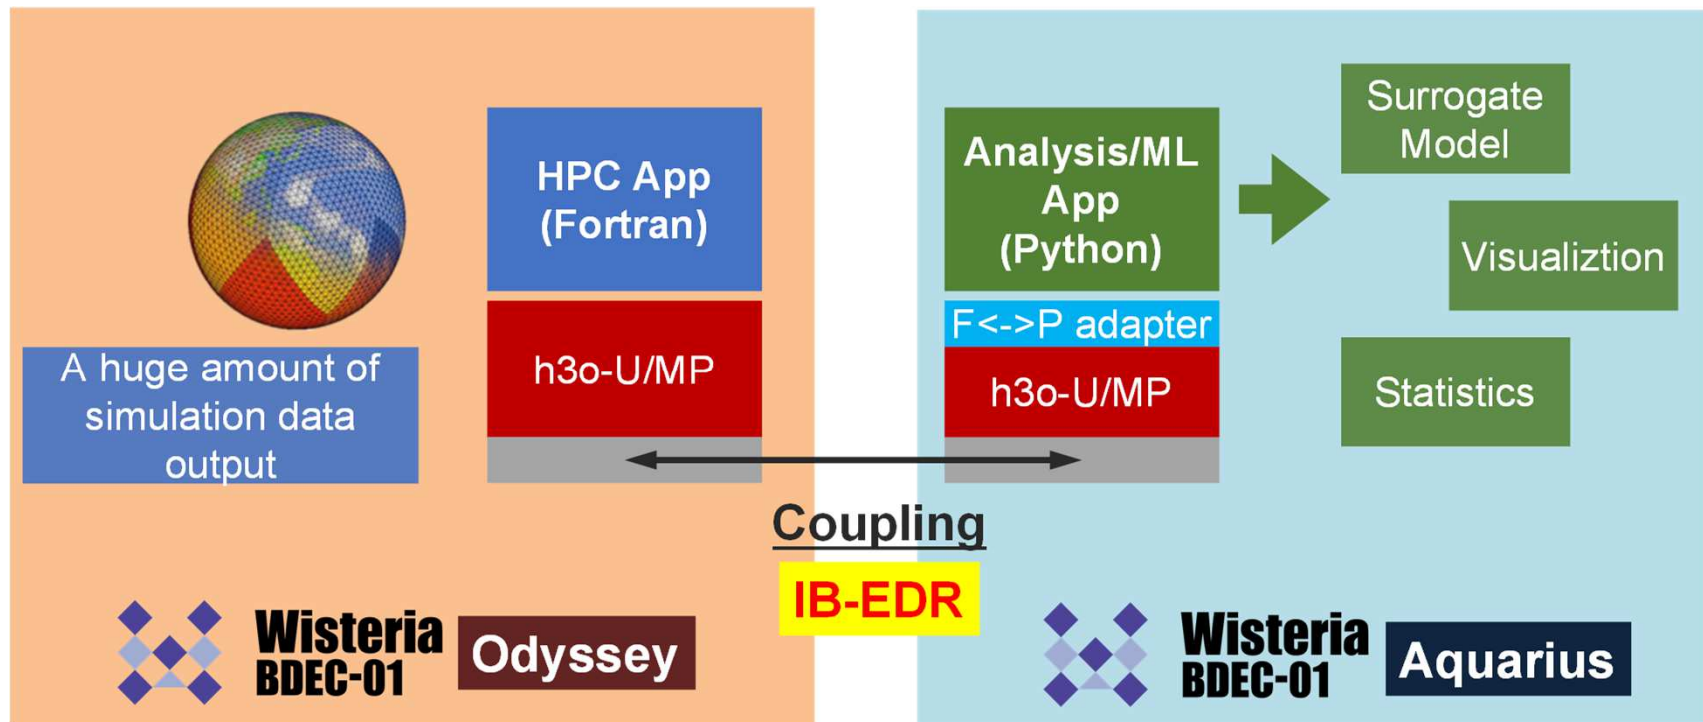 HPC App
(Fortran)
h3o-U/MP
A huge amount of
simulation data
output
Analysis/ML
App
(Python)
F<->P adapter
h3o-U/MP
Surrogate
Model
Visualiztion
Statistics
Coupling
IB-EDR
Wisteria
BDEC-01
Odyssey
Wisteria
BDEC-01
Aquarius